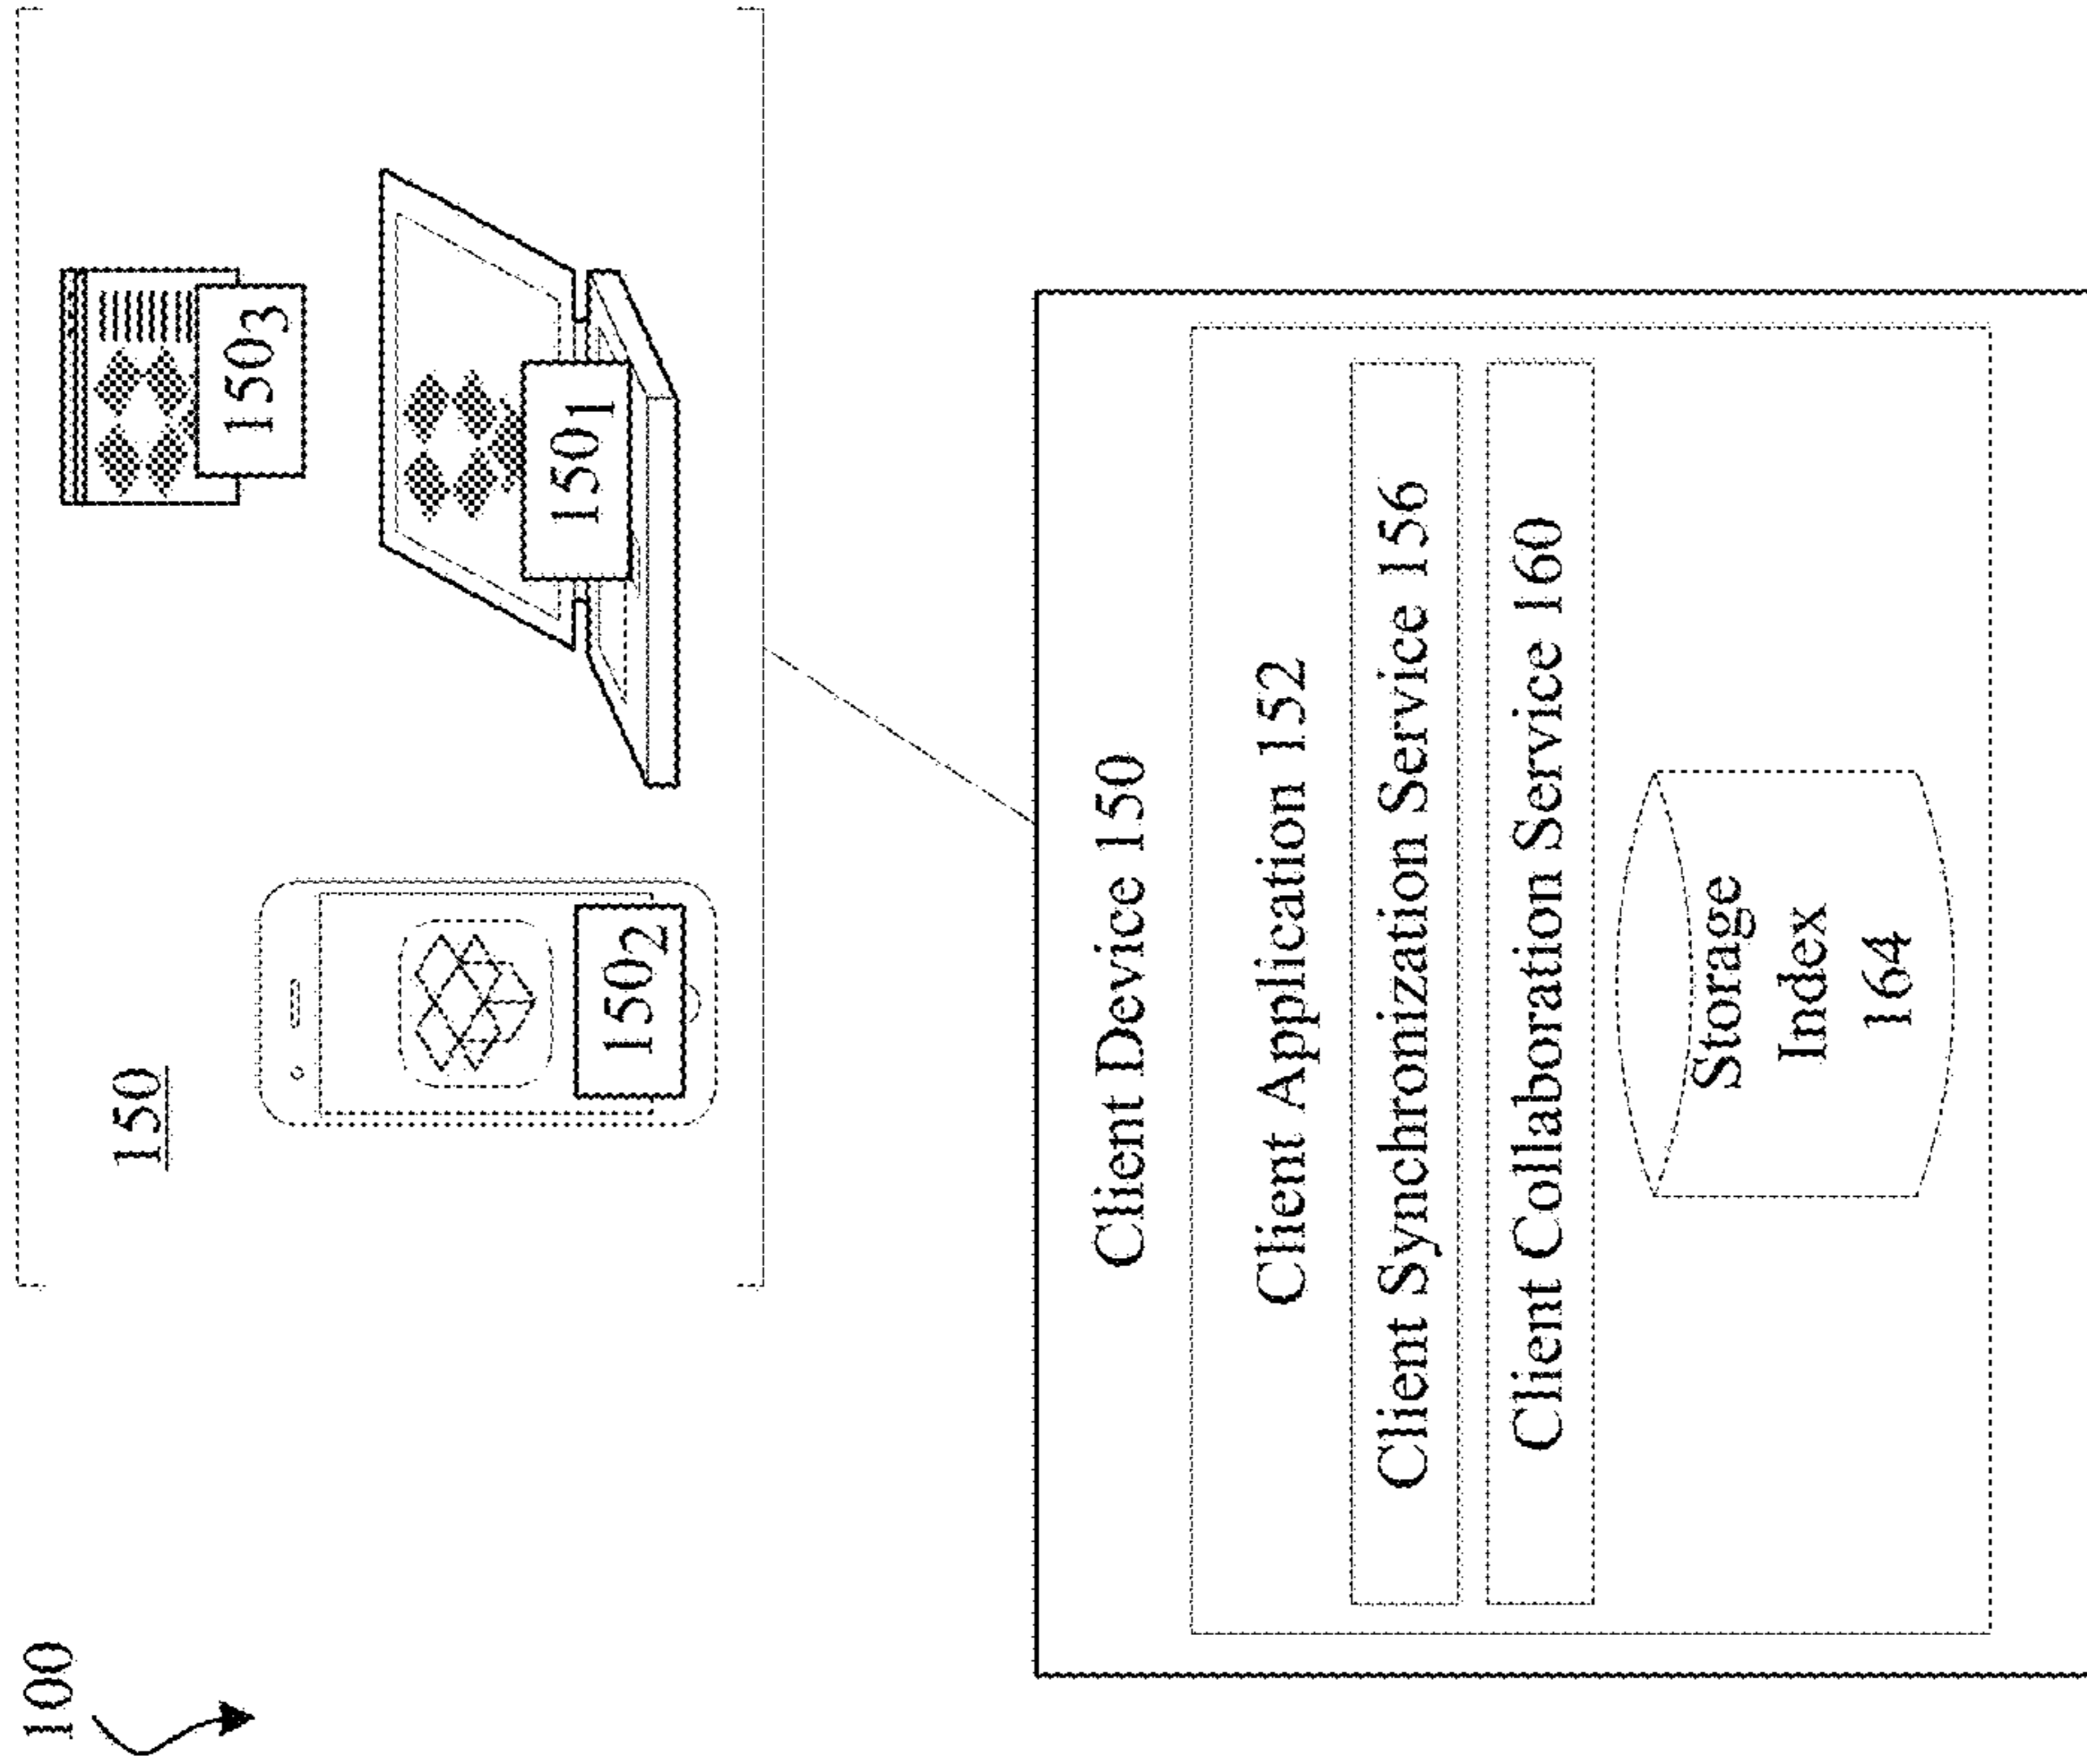 100
150
150₂
150₁
150₃
Client Device 150
Client Application 152
Client Synchronization Service 156
Client Collaboration Service 160
Storage
Index
164